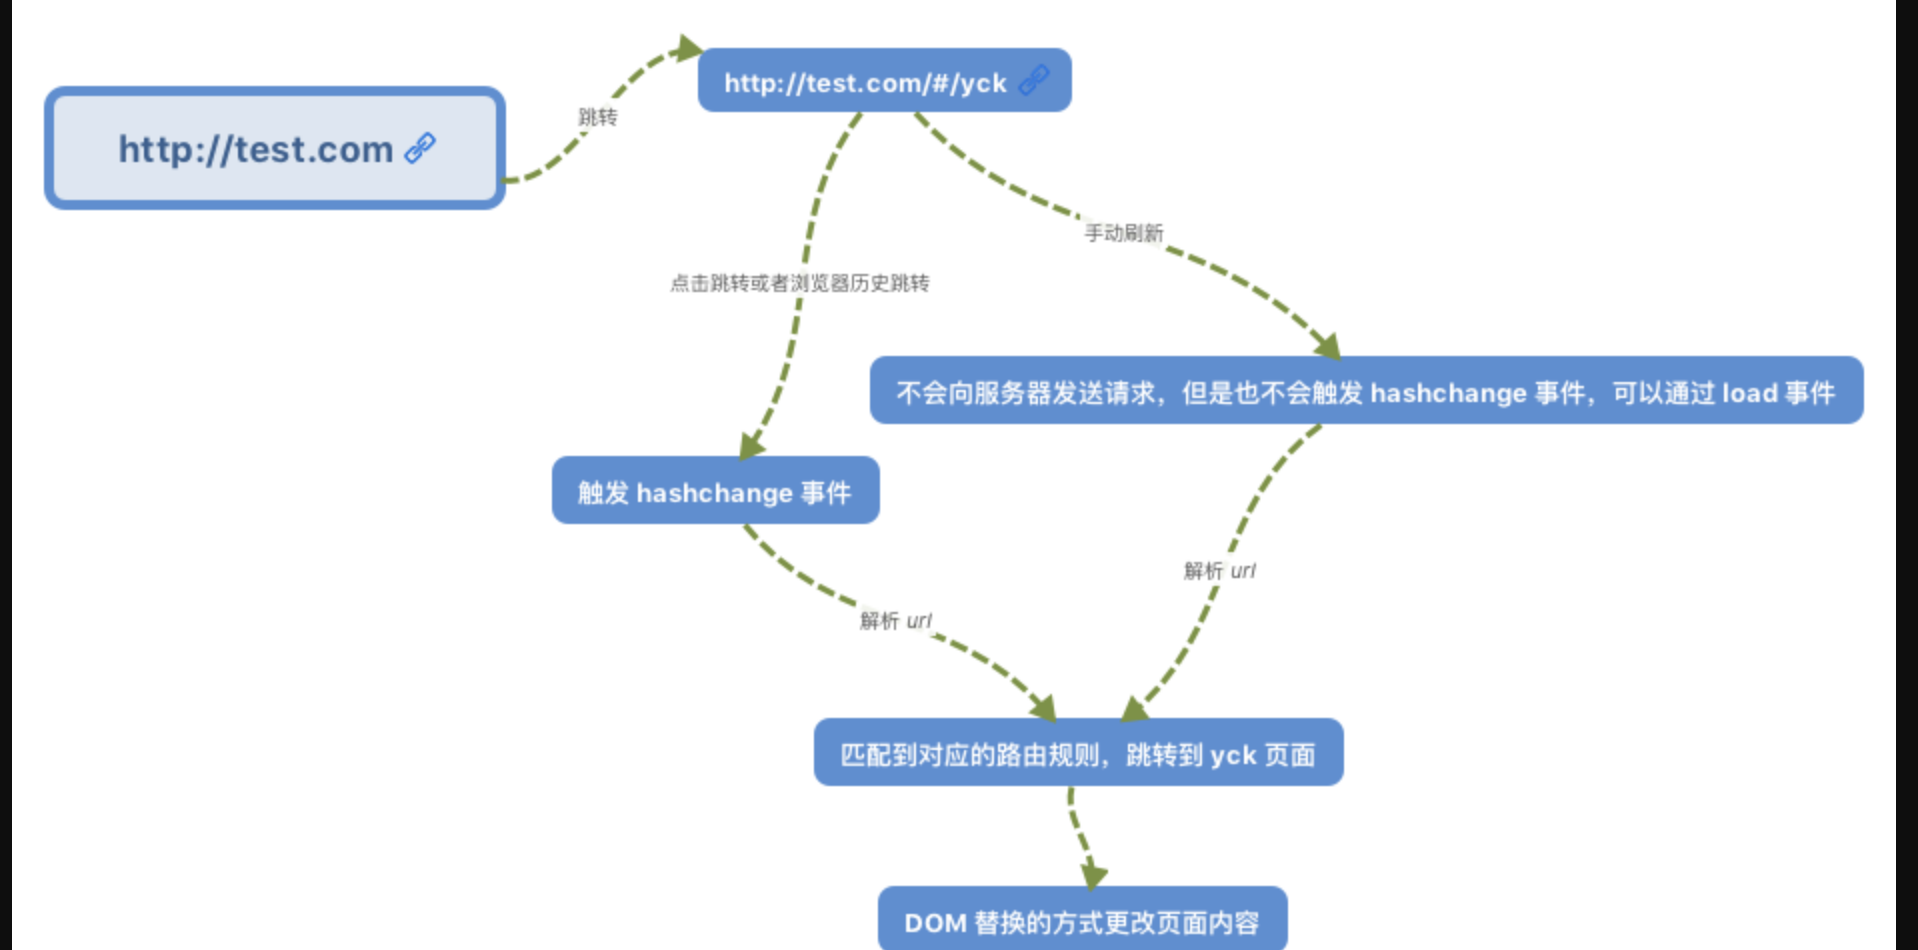 http://test.com/#/yck
跳转
http://test.com
手动刷新
点击跳转或者浏览器历史跳转
不会向服务器发送请求，但是也不会触发 hashchange 事件，可以通过 load 事件
触发 hashchange 事件
解析 url
解析 url
匹配到对应的路由规则，跳转到 yck 页面
DOM 替换的方式更改页面内容